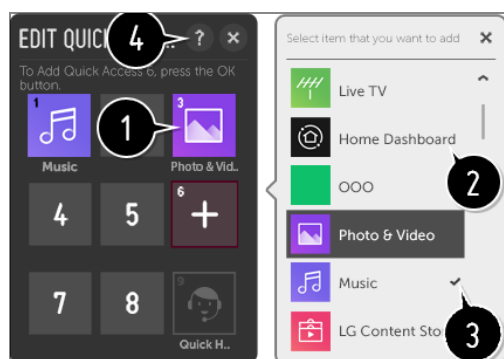 EDIT QUIC
4
..
?
To Add Quick Access 6, press the OK
button.
1
3
1
Music
Photo & Vid..
4
5
6
7
8
9
Quick H..
Select item that you want to add
Live TV
Home Dashboard
2
OOO
Photo & Video
Music
LG Content Sto
3